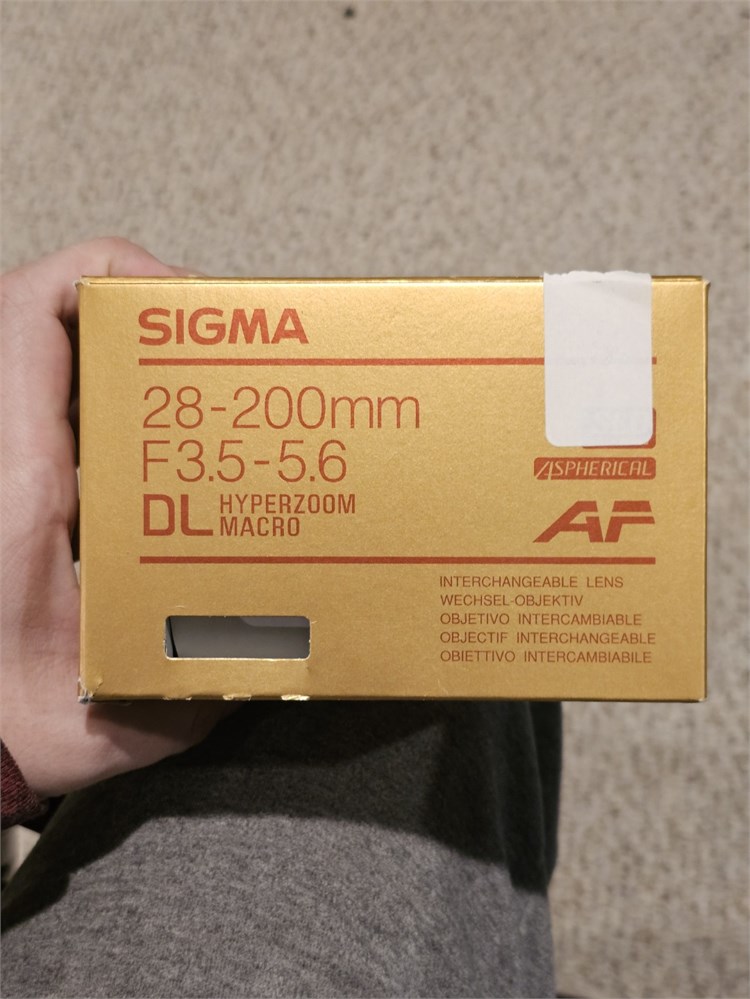 SIGMA
28-200mm
F3.5-5.6
DL HYPERZOOM
MACRO
ASPHERICAL
AF
INTERCHANGEABLE LENS
WECHSEL-OBJEKTIV
OBJETIVO INTERCAMBIABLE
OBJECTIF INTERCHANGEABLE
OBIETTIVO INTERCAMBIABILE